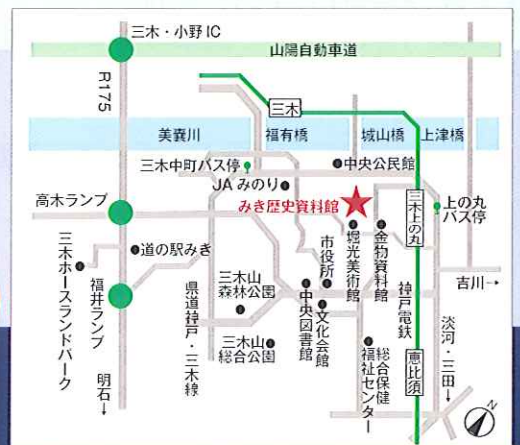 三木・小野IC
山陽自動車道
R175
三木
美嚢川
福有橋
城山橋
上津橋
三木中町バス停
中央公民館
JAみのり
高木ランプ
みき歴史資料館
三木上の丸
上の丸
バス停
道の駅みき
市役所
堀光美術館
金物資料館
吉川→
三木ホースランドパーク
福井ランプ
三木山
森林公園
中央図書館
文化会館
神戸電鉄
県道神戸・三木線
三木山
総合公園
総合保健
福祉センター
恵比須
淡河・三田→
明石→
N